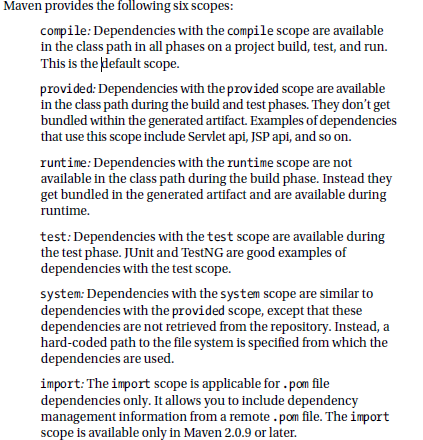 Maven provides the following six scopes:
compile: Dependencies with the compile scope are available
in the class path in all phases on a project build, test, and run.
This is the default scope.
provided: Dependencies with the provided scope are available
in the class path during the build and test phases. They don't get
bundled within the generated artifact. Examples of dependencies
that use this scope include Servlet api, JSP api, and so on.
runtime: Dependencies with the runtime scope are not
available in the class path during the build phase. Instead they
get bundled in the generated artifact and are available during
runtime.
test: Dependencies with the test scope are available during
the test phase. JUnit and TestNG are good examples of
dependencies with the test scope.
system: Dependencies with the system scope are similar to
dependencies with the provided scope, except that these
dependencies are not retrieved from the repository. Instead, a
hard-coded path to the file system is specified from which the
dependencies are used.
import: The import scope is applicable for .pom file
dependencies only. It allows you to include dependency
management information from a remote .pom file. The import
scope is available only in Maven 2.0.9 or later.